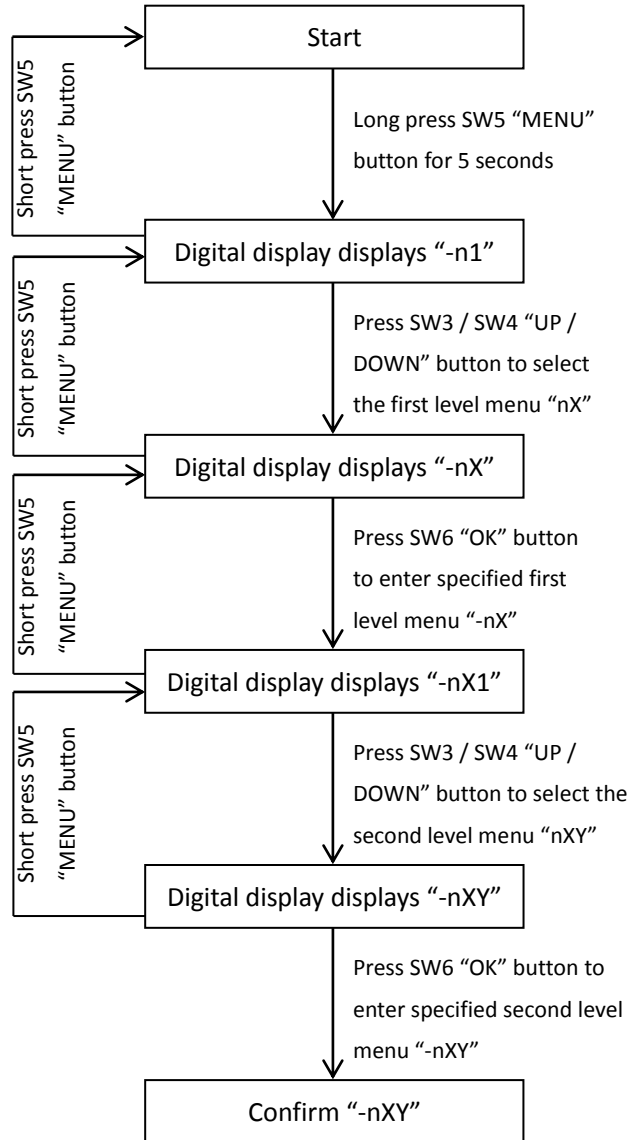 Start
Short press SW5
“MENU” button
Long press SW5 “MENU”
button for 5 seconds
Digital display displays “-n1”
Short press SW5
“MENU” button
Press SW3 / SW4 “UP /
DOWN” button to select
the first level menu “nX”
Digital display displays “-nX”
Short press SW5
“MENU” button
Press SW6 “OK” button
to enter specified first
level menu “-nX”
Digital display displays “-nX1”
Short press SW5
“MENU” button
Press SW3 / SW4 “UP /
DOWN” button to select the
second level menu “nXY”
Digital display displays “-nXY”
Press SW6 “OK” button to
enter specified second level
menu “-nXY”
Confirm “-nXY”